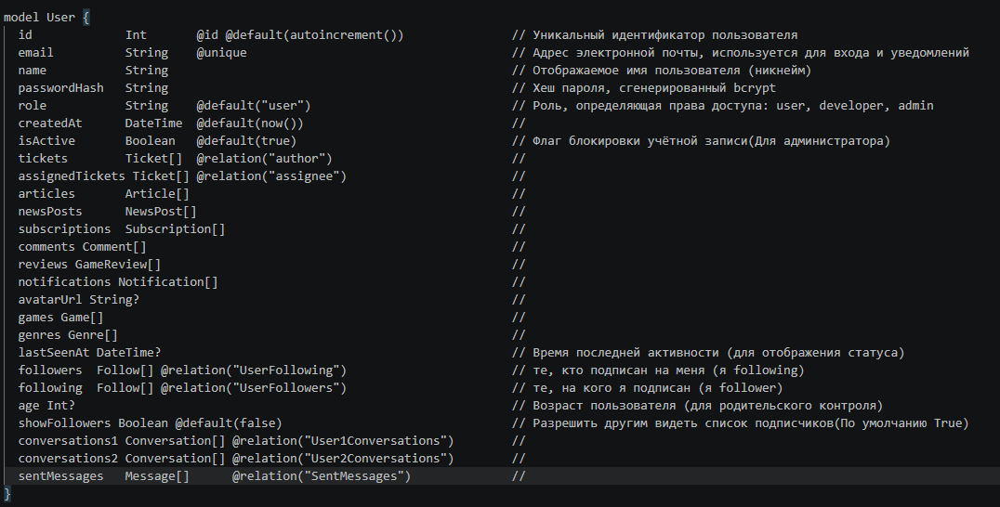 model User {
  id             Int       @id @default(autoincrement())               // Уникальный идентификатор пользователя
  email          String    @unique                                     // Адрес электронной почты, используется для входа и уведомлений
  name           String                                                // Отображаемое имя пользователя (никнейм)
  passwordHash   String                                                // Хеш пароля, сгенерированный bcrypt
  role           String    @default("user")                            // Роль, определяющая права доступа: user, developer, admin
  createdAt      DateTime  @default(now())                             //
  isActive       Boolean   @default(true)                              // Флаг блокировки учётной записи(Для администратора)
  tickets        Ticket[]  @relation("author")                         //
  assignedTickets Ticket[] @relation("assignee")                       //
  articles       Article[]                                             //
  newsPosts      NewsPost[]                                            //
  subscriptions  Subscription[]                                        //
  comments Comment[]                                                   //
  reviews GameReview[]                                                 //
  notifications Notification[]                                         //
  avatarUrl String?                                                    //
  games Game[]                                                         //
  genres Genre[]                                                       //
  lastSeenAt DateTime?                                                 // Время последней активности (для отображения статуса)
  followers  Follow[] @relation("UserFollowing")                       // те, кто подписан на меня (я following)
  following  Follow[] @relation("UserFollowers")                       // те, на кого я подписан (я follower)
  age Int?                                                             // Возраст пользователя (для родительского контроля)
  showFollowers Boolean @default(false)                                // Разрешить другим видеть список подписчиков(По умолчанию True)
  conversations1 Conversation[] @relation("User1Conversations")        //
  conversations2 Conversation[] @relation("User2Conversations")        //
  sentMessages   Message[]      @relation("SentMessages")              //
}